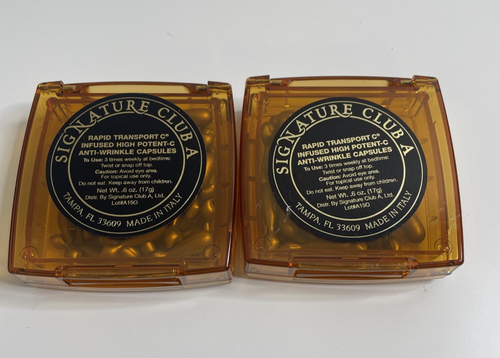 SIGNATURE CLUB A
RAPID TRANSPORT C®
INFUSED HIGH POTENT-C
ANTI-WRINKLE CAPSULES
To Use: 3 times weekly at bedtime.
Twist or snap off top.
Caution: Avoid eye area.
For topical use only.
Do not eat. Keep away from children.
Net Wt. .6 oz. (17g)
Distr. By Signature Club A, Ltd.
Lot#A1SO
TAMPA, FL 33609 MADE IN ITALY
SIGNATURE CLUB A
RAPID TRANSPORT C®
INFUSED HIGH POTENT-C
ANTI-WRINKLE CAPSULES
To Use: 3 times weekly at bedtime.
Twist or snap off top.
Caution: Avoid eye area.
For topical use only.
Do not eat. Keep away from children.
Net Wt. .6 oz. (17g)
Distr. By Signature Club A, Ltd.
Lot#A1SO
TAMPA, FL 33609 MADE IN ITALY